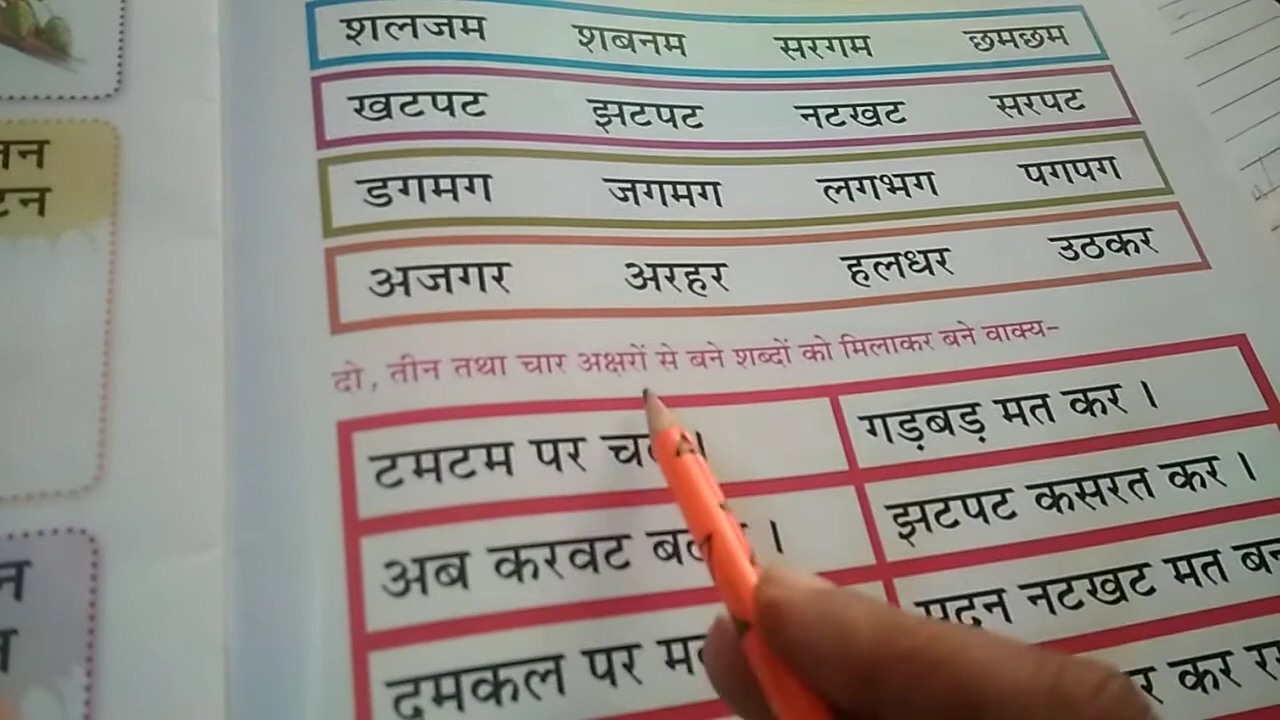 शलजम शबनम सरगम छमछम
खटपट झटपट नटखट सरपट
डगमग जगमग लगभग पगपग
अजगर अरहर हलधर उठकर
दो, तीन तथा चार अक्षरों से बने शब्दों को मिलाकर बने वाक्य-
टमटम पर गड़बड़ मत कर ।
अब करवट झटपट कसरत कर ।
दमकल पर मदन नटखट मत
कर